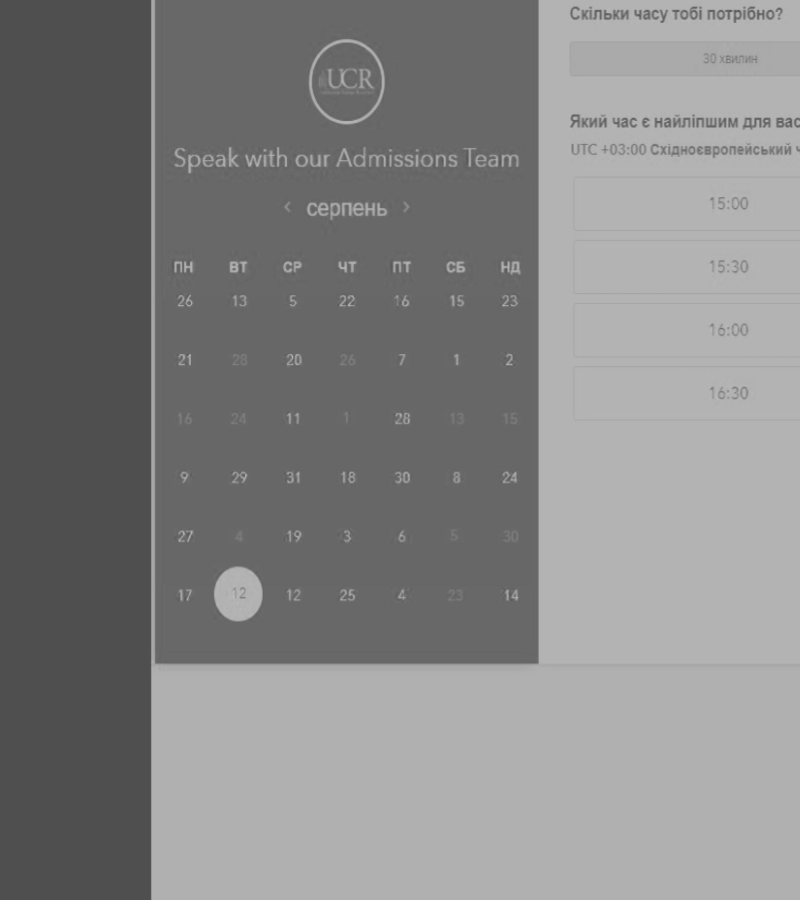 Скільки часу тобі потрібно?
30 хвилин
UCR
Який час є найліпшим для вас
UTC +03:00 Східноєвропейський ч
Speak with our Admissions Team
15:00
‹ серпень ›
15:30
16:00
16:30
ПН ВТ СР ЧТ ПТ СБ НД
26 13 5 22 16 15 23
21 28 20 26 7 1 2
16 24 11 1 28 13 15
9 29 31 18 30 8 24
27 4 19 3 6 5 30
17 12 12 25 4 23 14